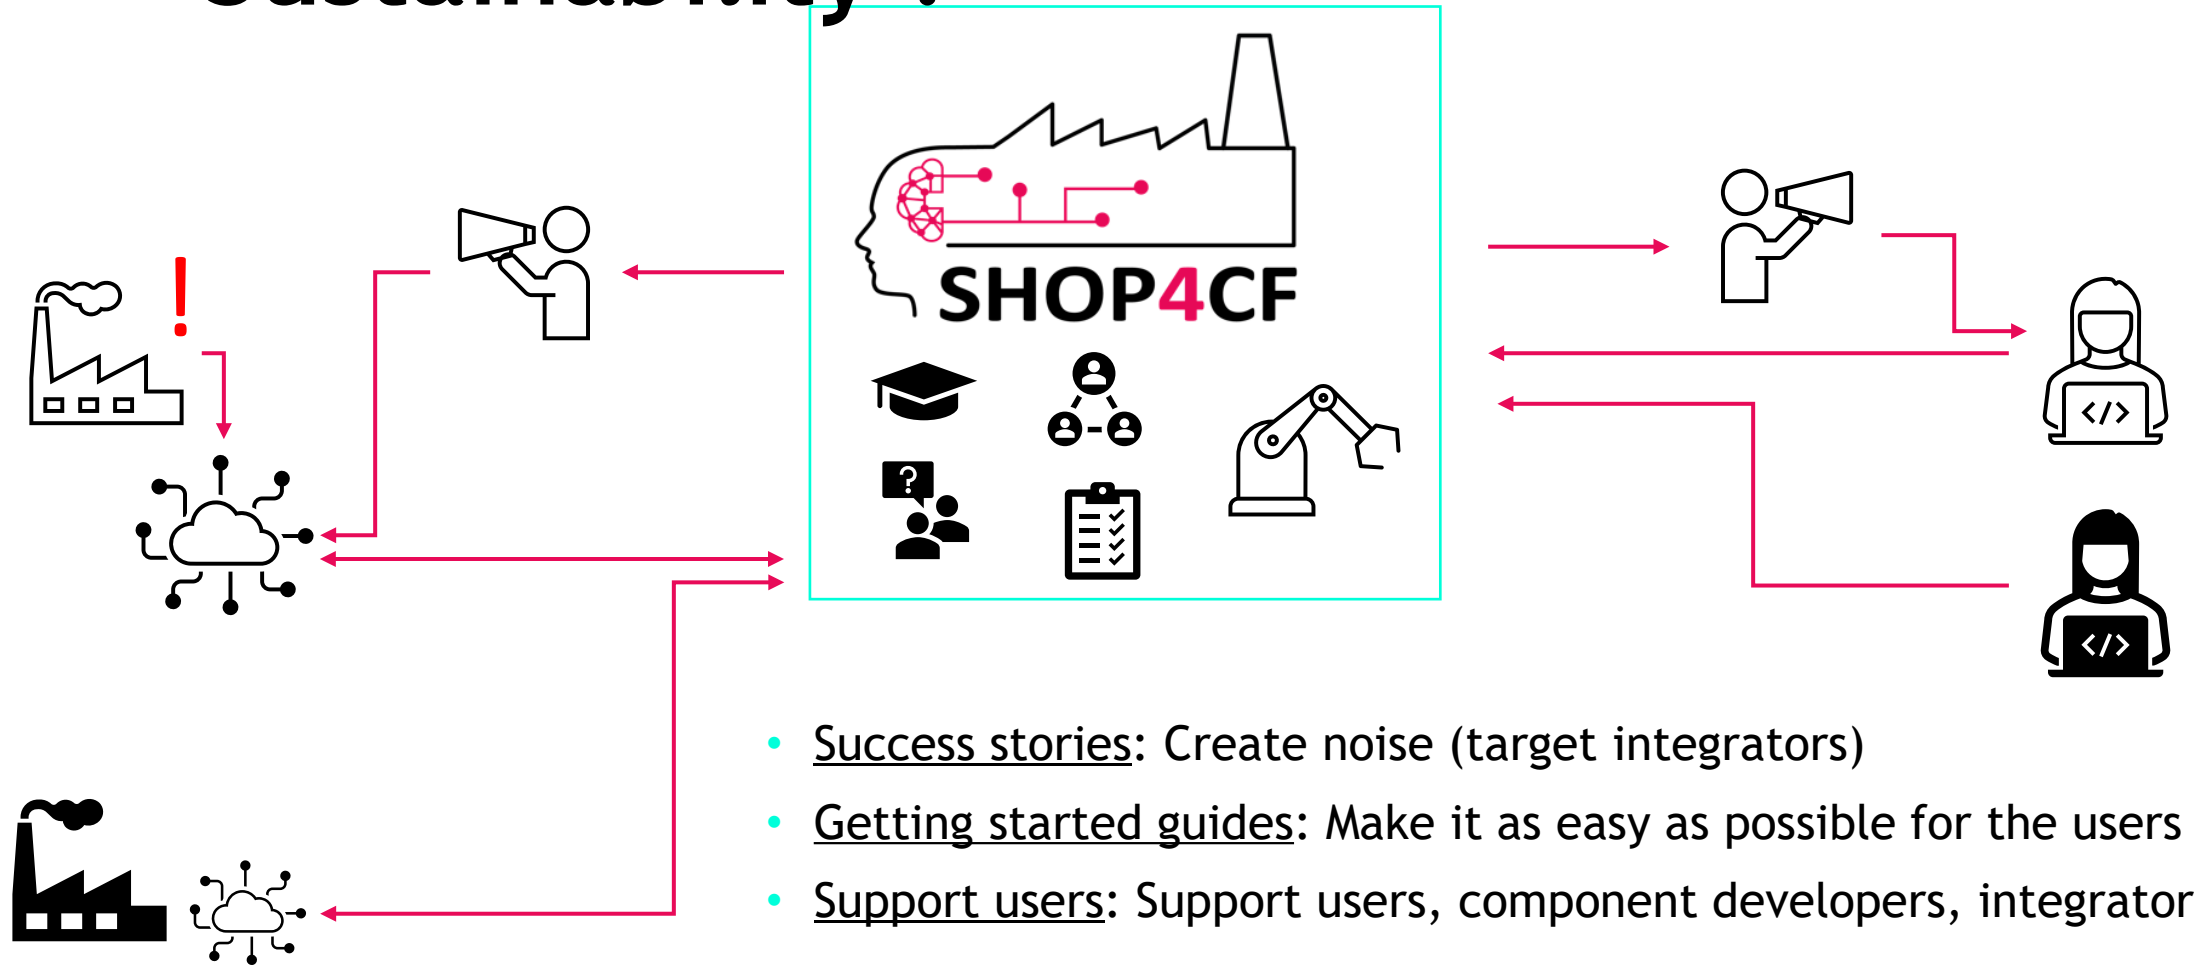 Sustainability ?
!
SHOP4CF
?
</>
</>
• Success stories: Create noise (target integrators)
• Getting started guides: Make it as easy as possible for the users
• Support users: Support users, component developers, integrator